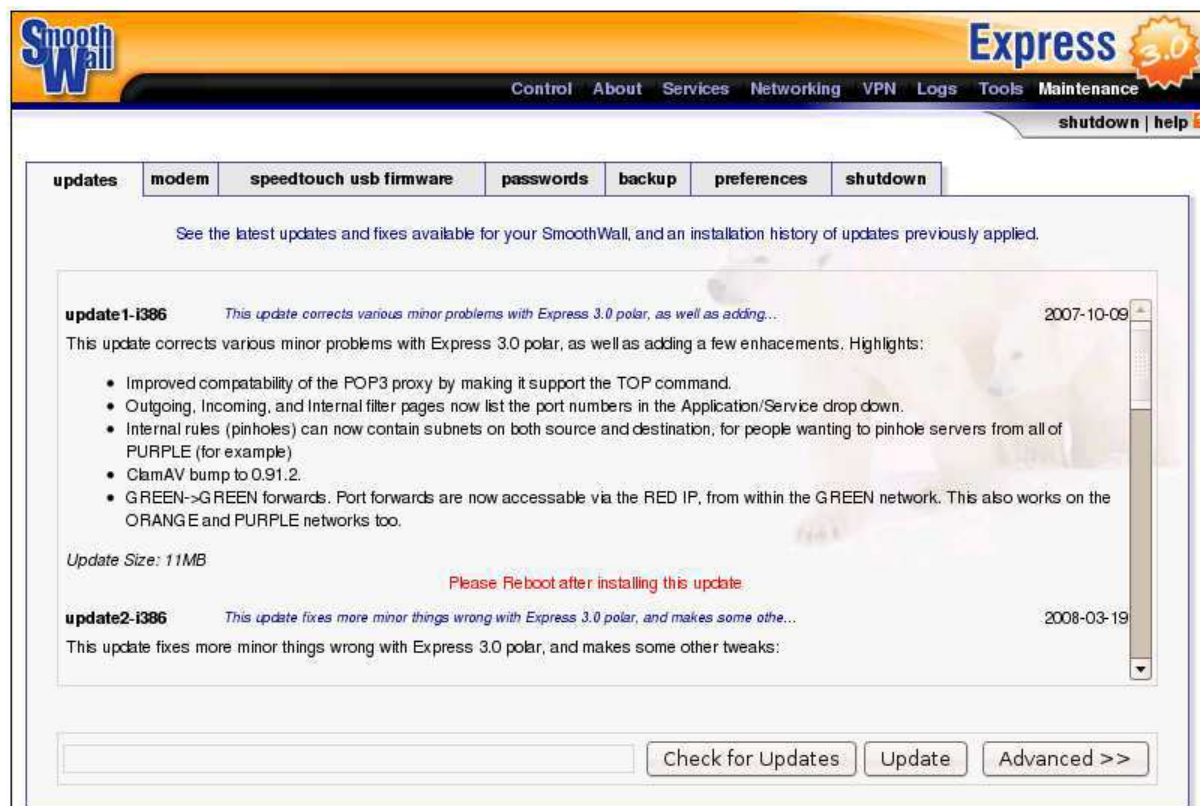 Smooth
Wall
Express
3.0
Control About Services Networking VPN Logs Tools Maintenance
shutdown | help
updates modem speedtouch usb firmware passwords backup preferences shutdown
See the latest updates and fixes available for your SmoothWall, and an installation history of updates previously applied.
update1-i386 This update corrects various minor problems with Express 3.0 polar, as well as adding... 2007-10-09
This update corrects various minor problems with Express 3.0 polar, as well as adding a few enhacements. Highlights:
• Improved compatability of the POP3 proxy by making it support the TOP command.
• Outgoing, Incoming, and Internal filter pages now list the port numbers in the Application/Service drop down.
• Internal rules (pinholes) can now contain subnets on both source and destination, for people wanting to pinhole servers from all of
PURPLE (for example)
• ClamAV bump to 0.91.2.
• GREEN->GREEN forwards. Port forwards are now accessable via the RED IP, from within the GREEN network. This also works on the
ORANGE and PURPLE networks too.
Update Size: 11MB
Please Reboot after installing this update
update2-i386 This update fixes more minor things wrong with Express 3.0 polar, and makes some othe... 2008-03-19
This update fixes more minor things wrong with Express 3.0 polar, and makes some other tweaks:
Check for Updates Update Advanced >>